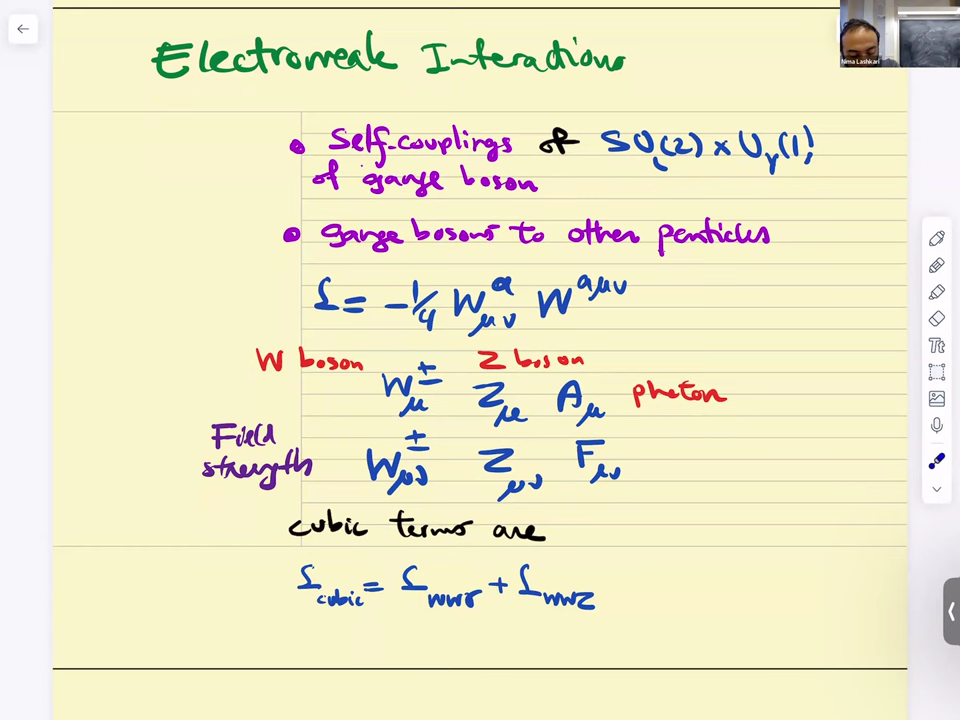 Electroweak Interactions
Nima Lashkari
• Self-couplings of SU_L(2) × U_Y(1)
of gauge boson
• gauge bosons to other particles
L = -1/4 W^a_μν W^aμν
W boson Z boson
W^±_μ Z_μ A_μ photon
Field
strength W^±_μν Z_μν F_μν
cubic terms are
L_cubic = L_WWγ + L_WWZ
Tt